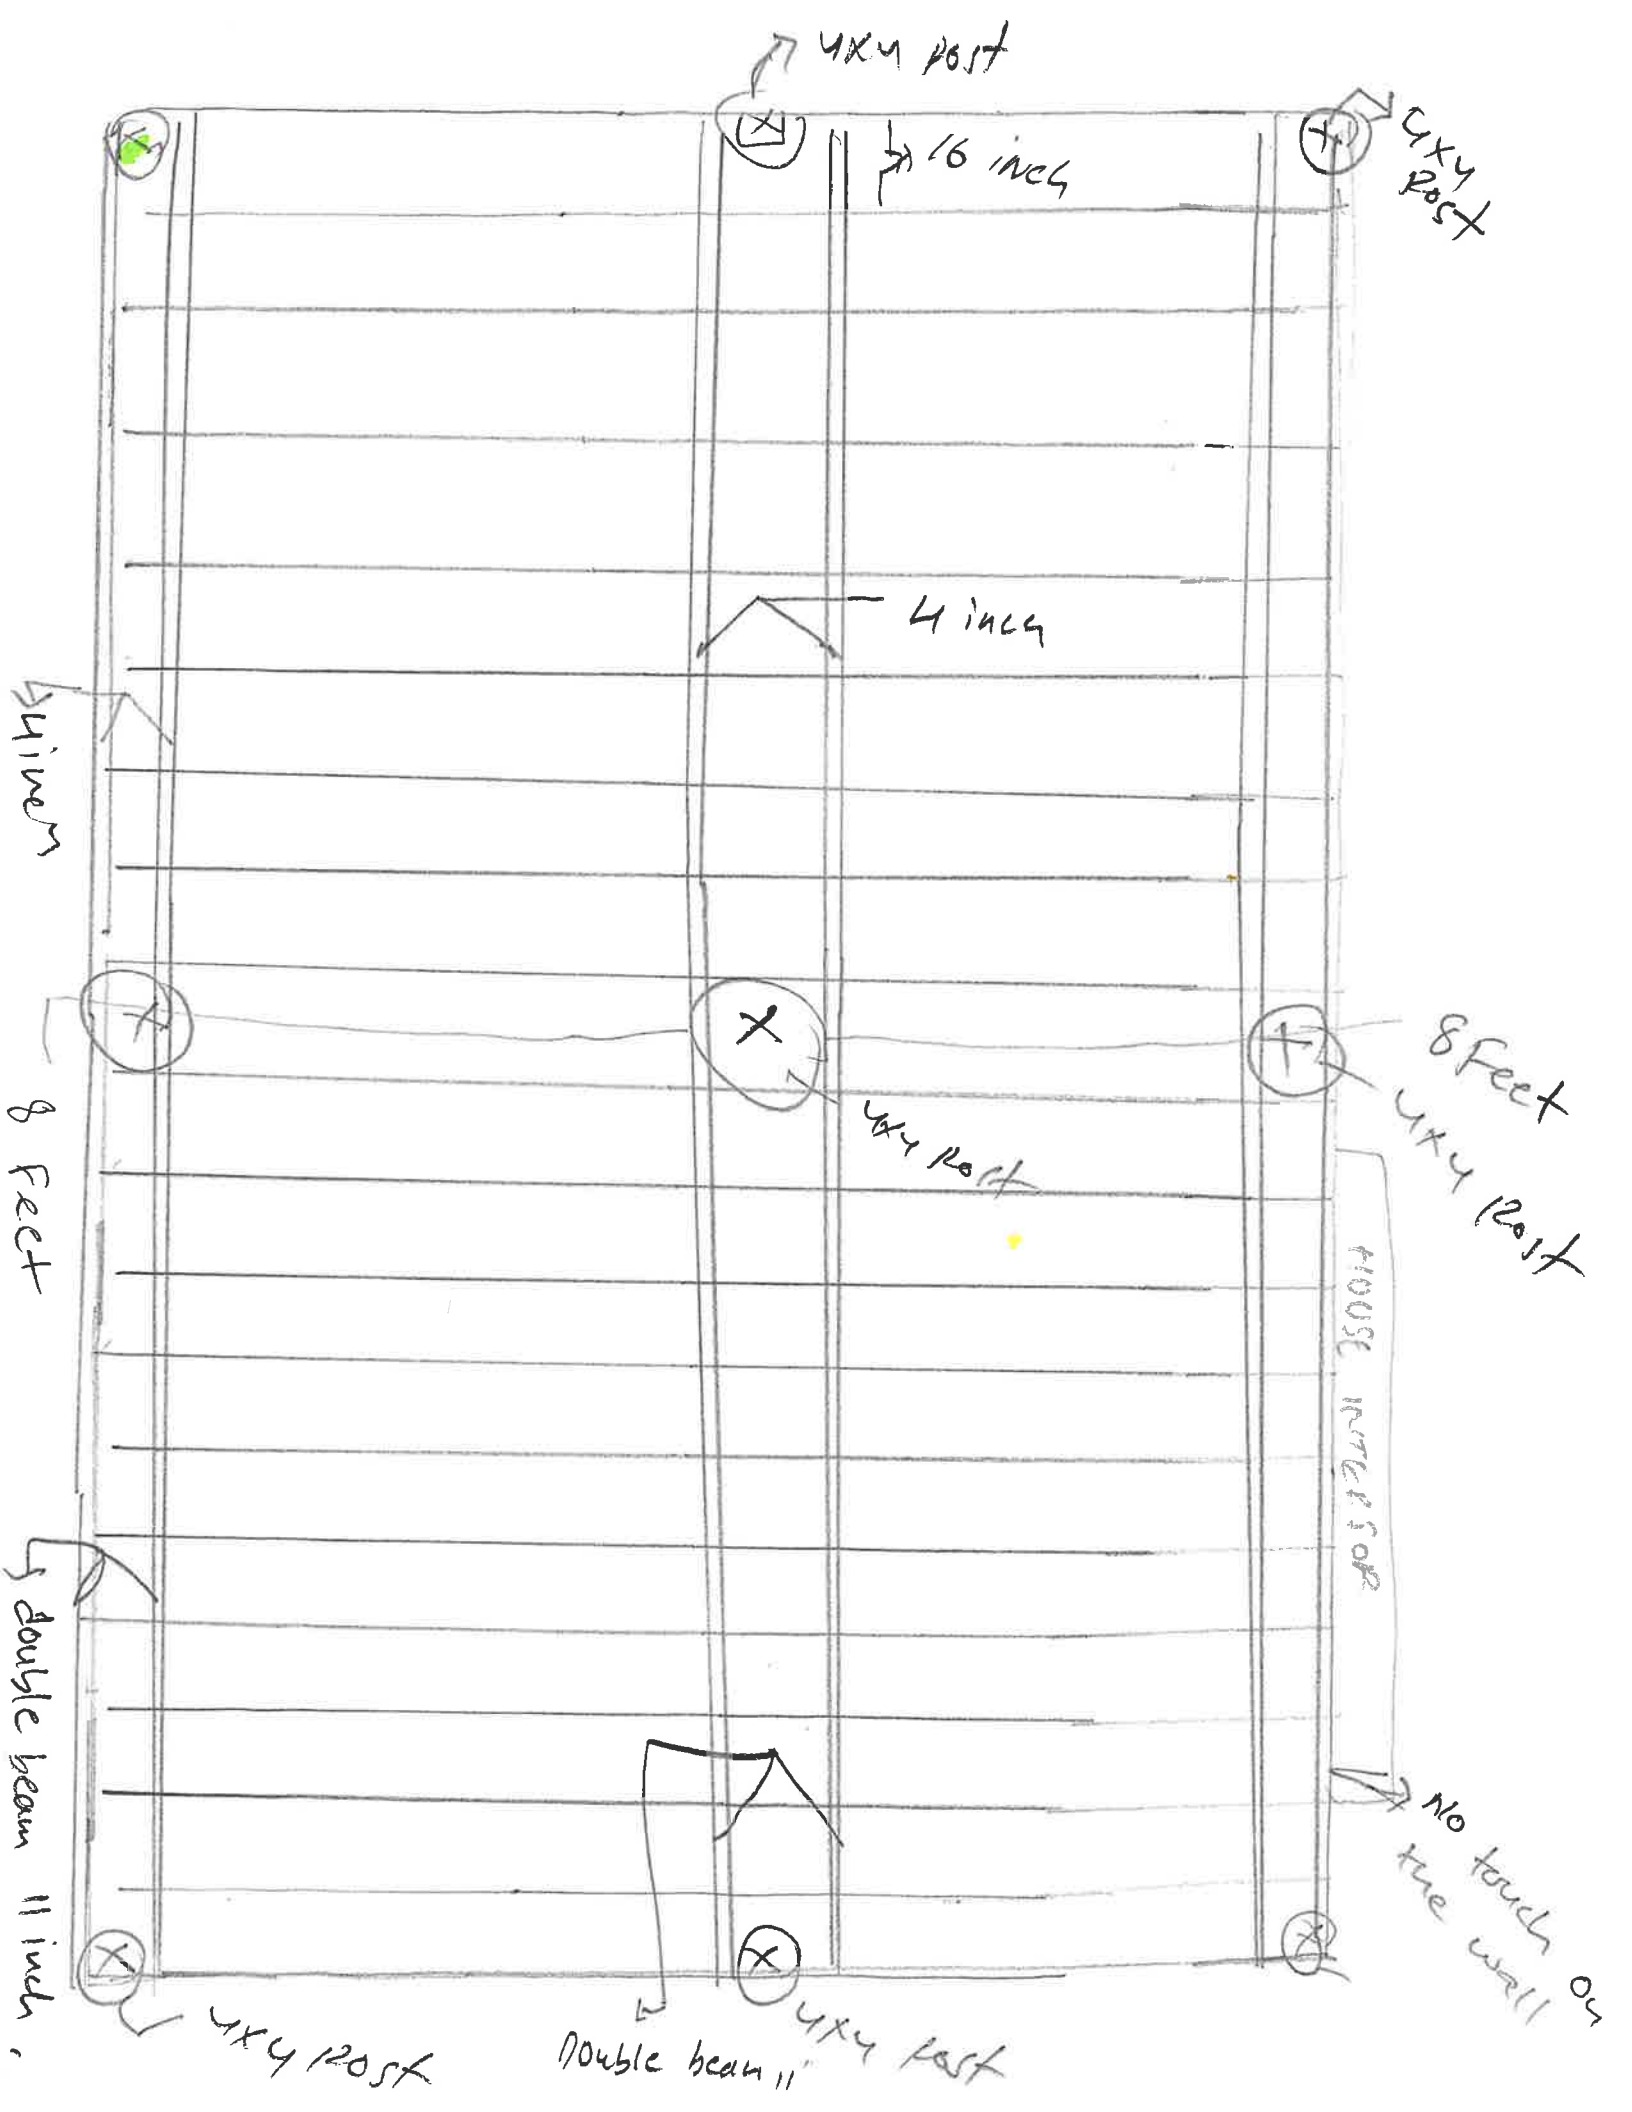 4x4 Post
4x4
Post
16 inch
4 inch
4 inch
8 Feet
4x4 Post
4x4 Post
8 Feet
HOUSE INTERIOR
No touch on
the wall
double beam 11 inch,
4x4 Post
Double beam 11
4x4 Post